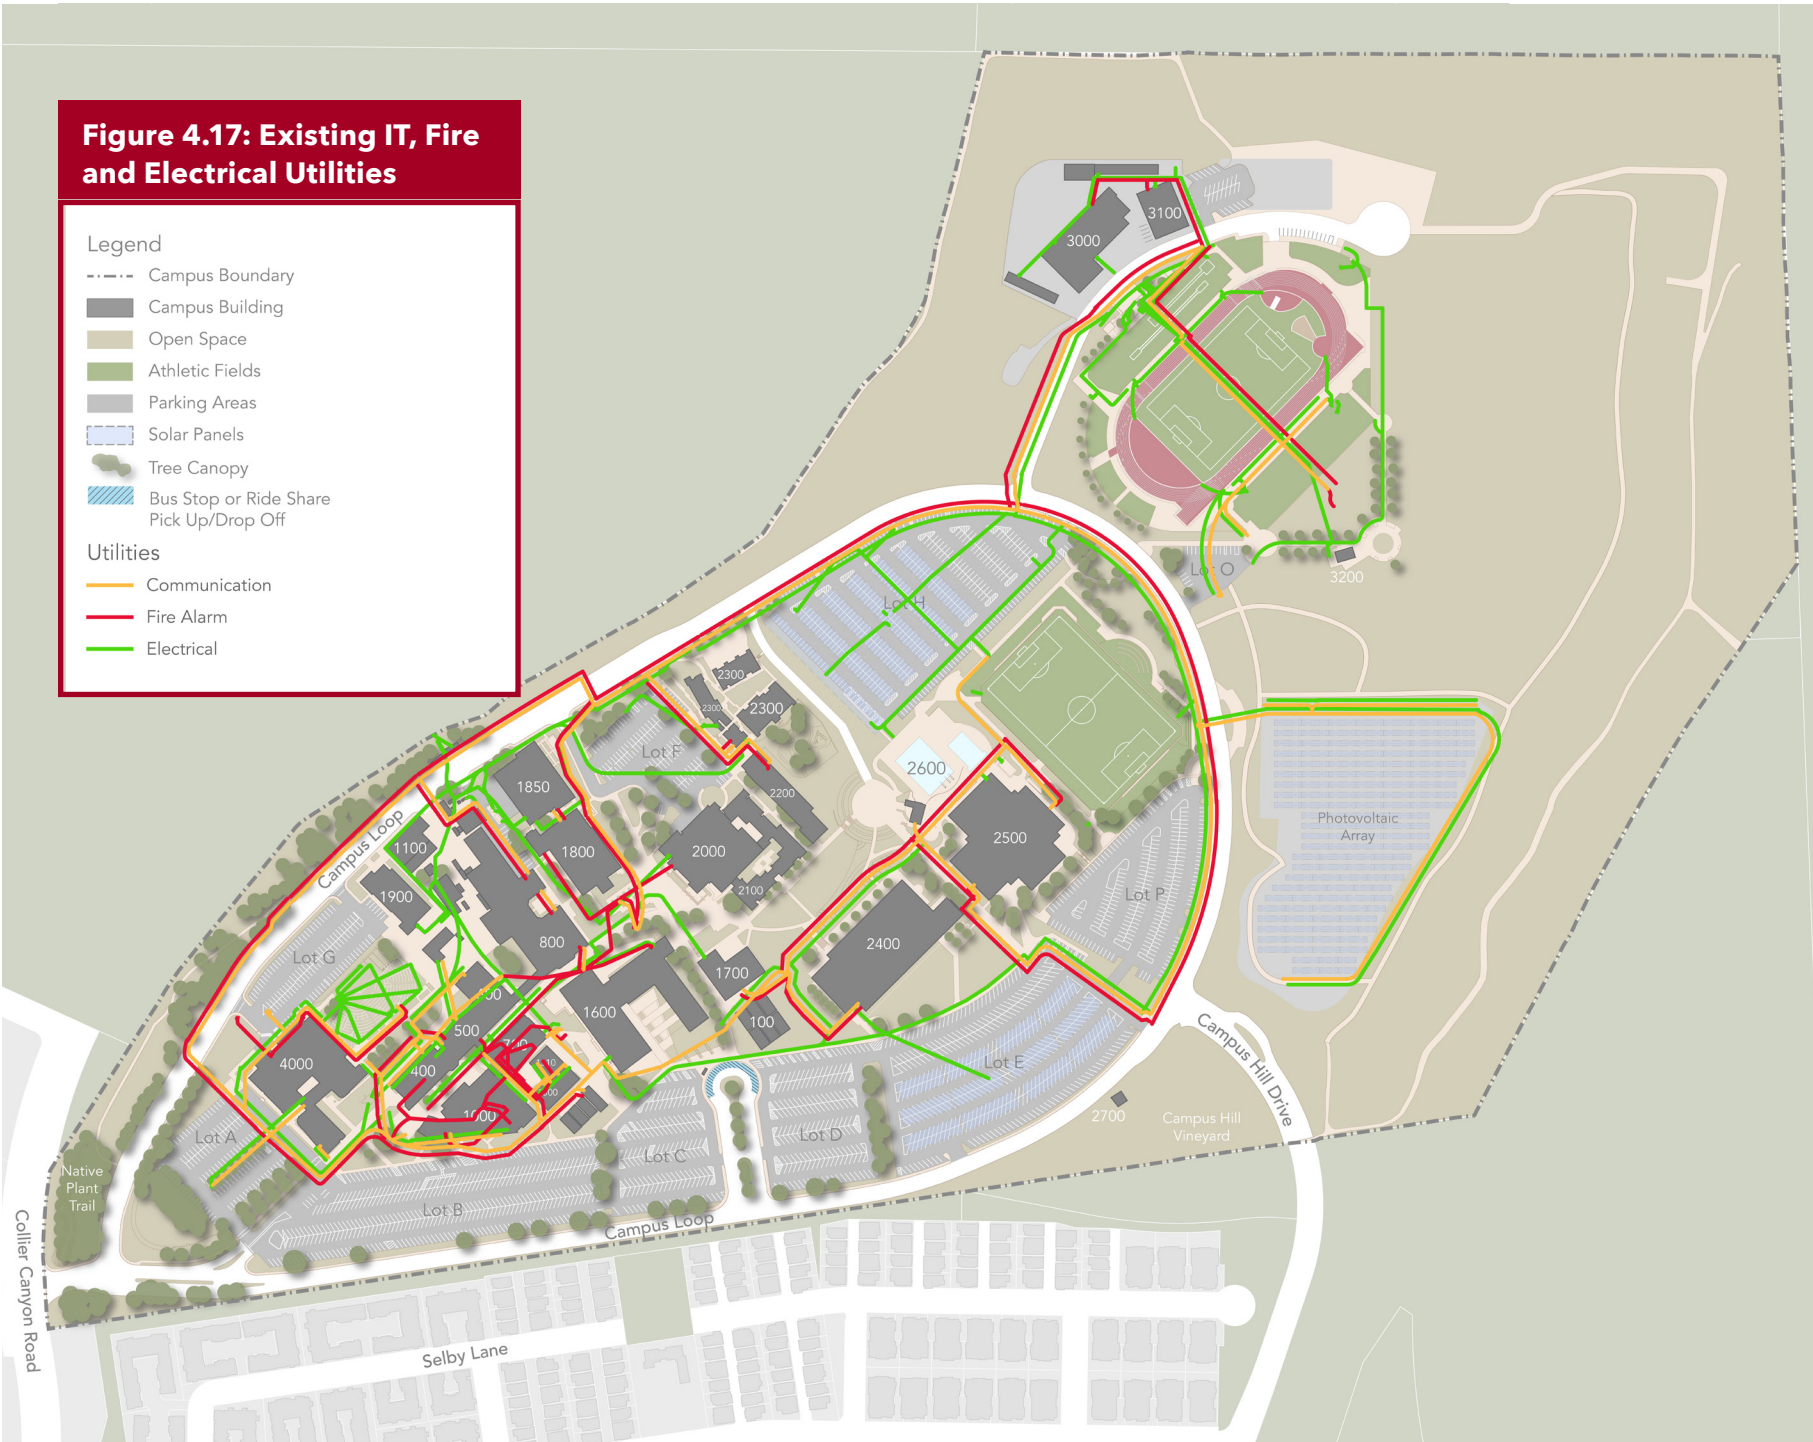 Figure 4.17: Existing IT, Fire
and Electrical Utilities
Legend
Campus Boundary
Campus Building
Open Space
Athletic Fields
Parking Areas
Solar Panels
Tree Canopy
Bus Stop or Ride Share
Pick Up/Drop Off
Utilities
Communication
Fire Alarm
Electrical
3100
3000
Lot O
3200
Lot H
2300
2300
2300
Lot F
2600
1850
2200
Photovoltaic
Array
2500
Campus Loop
1100
1800
2000
2100
1900
Lot P
800
2400
Lot G
1700
1600
100
500
4000
400
Lot E
Campus Hill Drive
1000
2700
Campus Hill
Vineyard
Lot A
Lot D
Lot C
Native
Plant
Trail
Lot B
Campus Loop
Collier Canyon Road
Selby Lane